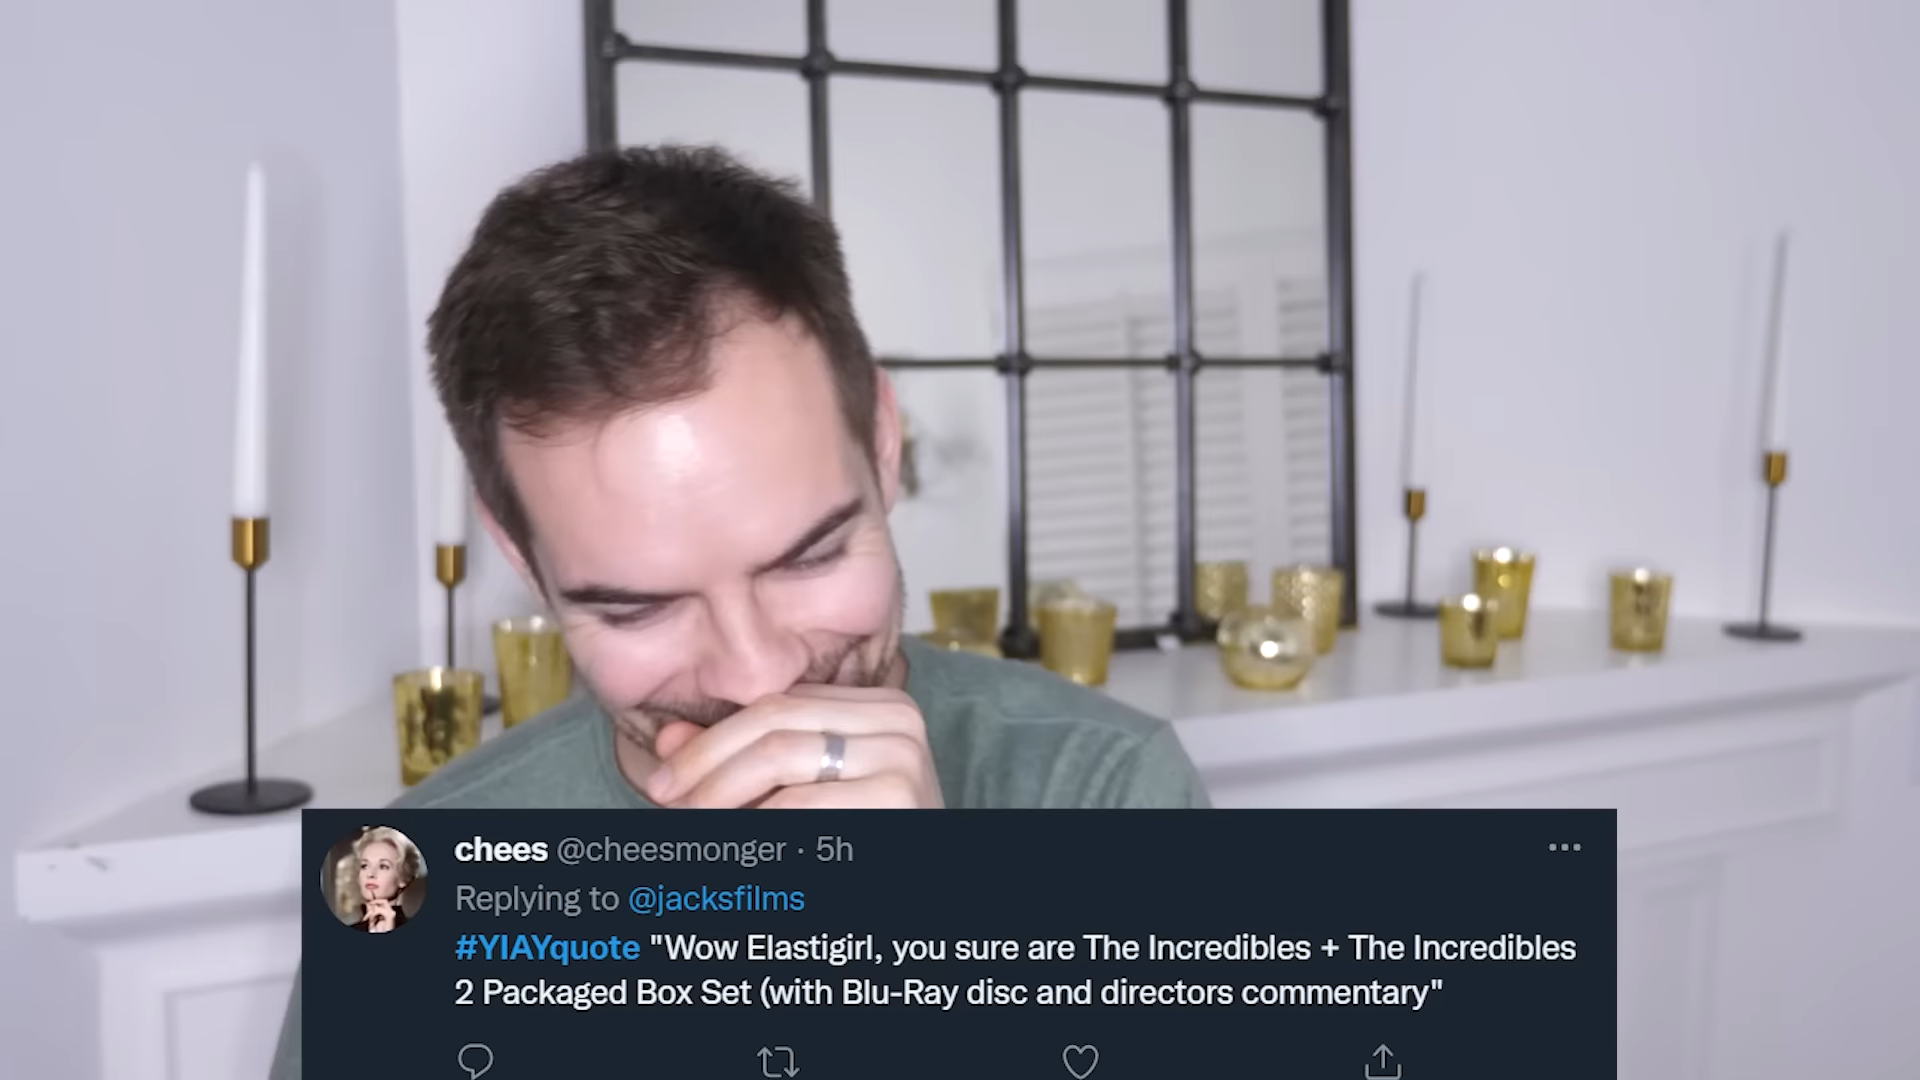 chees @cheesmonger · 5h
Replying to @jacksfilms
#YIAYquote "Wow Elastigirl, you sure are The Incredibles + The Incredibles
2 Packaged Box Set (with Blu-Ray disc and directors commentary"